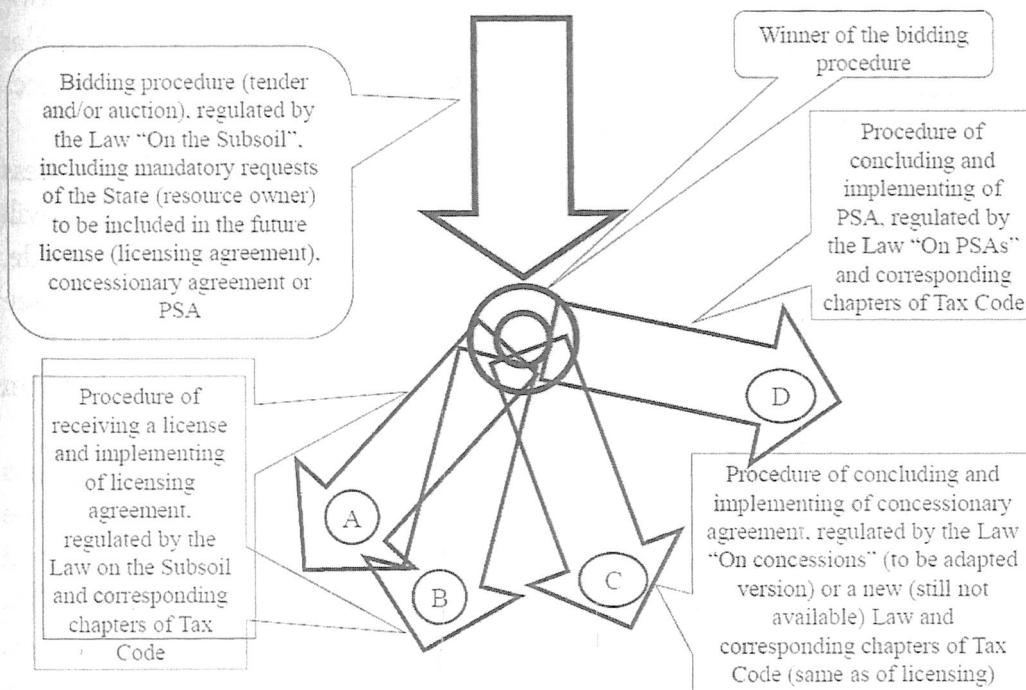 Bidding procedure (tender
and/or auction), regulated by
the Law “On the Subsoil”,
including mandatory requests
of the State (resource owner)
to be included in the future
license (licensing agreement),
concessionary agreement or
PSA
Winner of the bidding
procedure
Procedure of
concluding and
implementing of
PSA, regulated by
the Law “On PSAs”
and corresponding
chapters of Tax Code
Procedure of
receiving a license
and implementing
of licensing
agreement,
regulated by the
Law on the Subsoil
and corresponding
chapters of Tax
Code
A
B
C
D
Procedure of concluding and
implementing of concessionary
agreement, regulated by the Law
“On concessions” (to be adapted
version) or a new (still not
available) Law and
corresponding chapters of Tax
Code (same as of licensing)